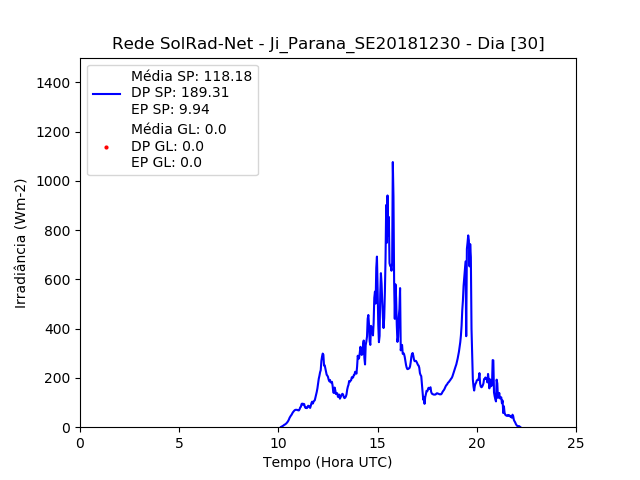 Rede SolRad-Net - Ji_Parana_SE20181230 - Dia [30]
Média SP: 118.18
DP SP: 189.31
EP SP: 9.94
Média GL: 0.0
DP GL: 0.0
EP GL: 0.0
1400
1200
1000
800
600
400
200
0
Irradiância (Wm-2)
0 5 10 15 20 25
Tempo (Hora UTC)